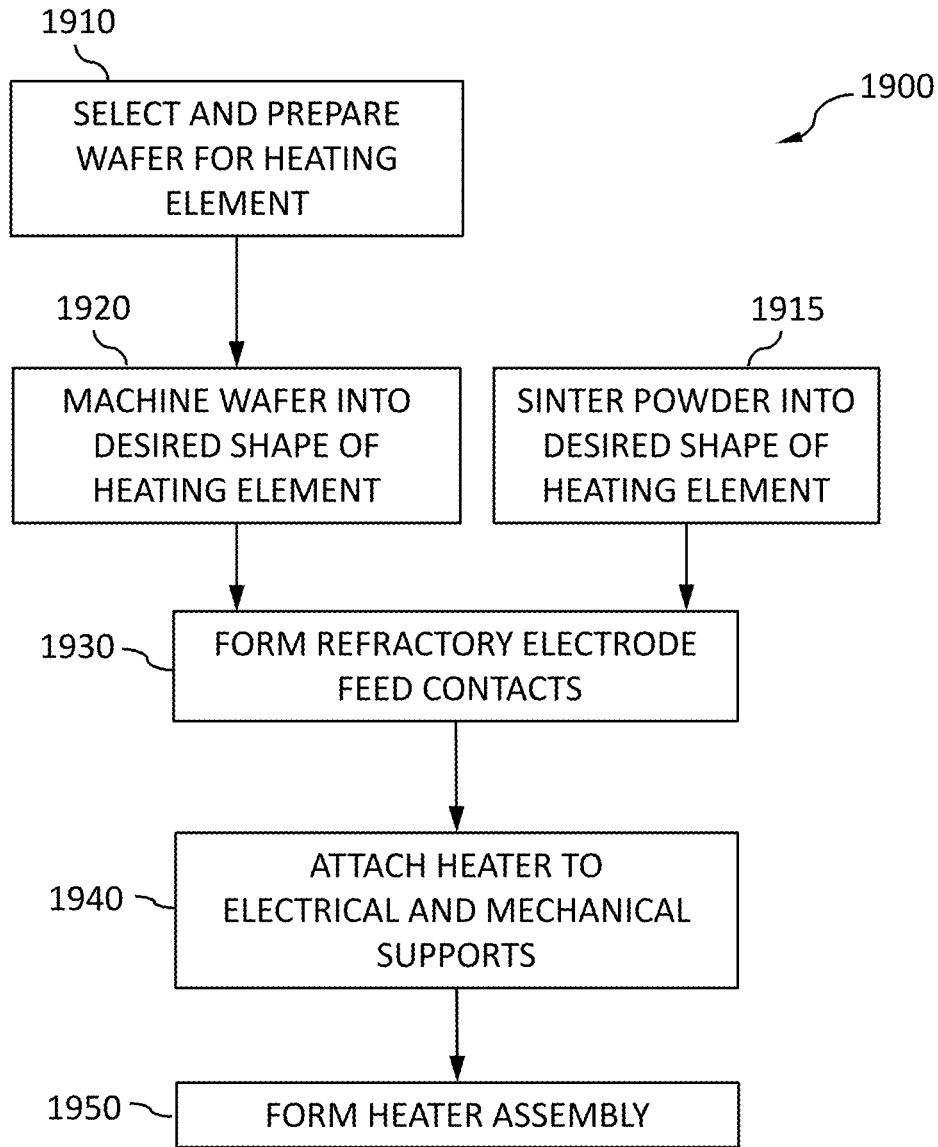 1910
1900
SELECT AND PREPARE
WAFER FOR HEATING
ELEMENT
1920
1915
MACHINE WAFER INTO
DESIRED SHAPE OF
HEATING ELEMENT
SINTER POWDER INTO
DESIRED SHAPE OF
HEATING ELEMENT
1930
FORM REFRACTORY ELECTRODE
FEED CONTACTS
1940
ATTACH HEATER TO
ELECTRICAL AND MECHANICAL
SUPPORTS
1950
FORM HEATER ASSEMBLY